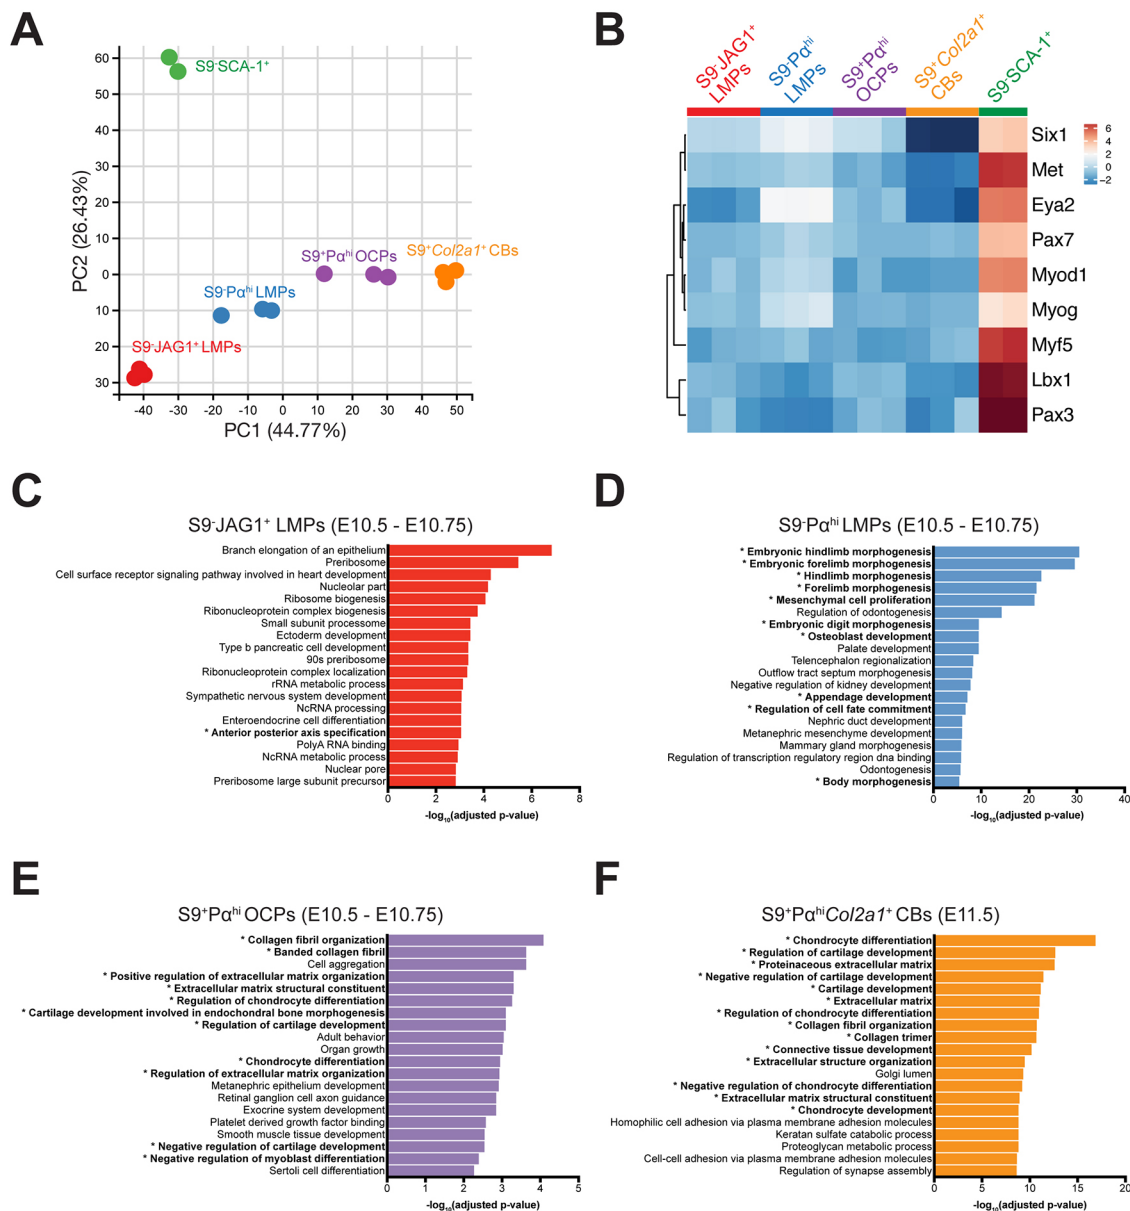 A
60
50
40
30
20
10
0
10
20
30
PC2 (26.43%)
S9-SCA-1+
S9+Pαhi OCPs
S9+Col2a1+ CBs
S9-Pαhi LMPs
S9-JAG1+ LMPs
-40 -30 -20 -10 0 10 20 30 40 50
PC1 (44.77%)
B
S9-JAG1+ LMPs
S9-Pαhi LMPs
S9+Pαhi OCPs
S9+Col2a1+ CBs
S9-SCA-1+
Six1
Met
Eya2
Pax7
Myod1
Myog
Myf5
Lbx1
Pax3
6
4
2
0
−2
C
S9-JAG1+ LMPs (E10.5 - E10.75)
Branch elongation of an epithelium
Preribosome
Cell surface receptor signaling pathway involved in heart development
Nucleolar part
Ribosome biogenesis
Ribonucleoprotein complex biogenesis
Small subunit processome
Ectoderm development
Type b pancreatic cell development
90s preribosome
Ribonucleoprotein complex localization
rRNA metabolic process
Sympathetic nervous system development
NcRNA processing
Enteroendocrine cell differentiation
* Anterior posterior axis specification
PolyA RNA binding
NcRNA metabolic process
Nuclear pore
Preribosome large subunit precursor
0 2 4 6 8
-log10(adjusted p-value)
D
S9-Pαhi LMPs (E10.5 - E10.75)
* Embryonic hindlimb morphogenesis
* Embryonic forelimb morphogenesis
* Hindlimb morphogenesis
* Forelimb morphogenesis
* Mesenchymal cell proliferation
Regulation of odontogenesis
* Embryonic digit morphogenesis
* Osteoblast development
Palate development
Telencephalon regionalization
Outflow tract septum morphogenesis
Negative regulation of kidney development
* Appendage development
* Regulation of cell fate commitment
Nephric duct development
Metanephric mesenchyme development
Mammary gland morphogenesis
Regulation of transcription regulatory region dna binding
Odontogenesis
* Body morphogenesis
0 10 20 30 40
-log10(adjusted p-value)
E
S9+Pαhi OCPs (E10.5 - E10.75)
* Collagen fibril organization
* Banded collagen fibril
Cell aggregation
* Positive regulation of extracellular matrix organization
* Extracellular matrix structural constituent
* Regulation of chondrocyte differentiation
* Cartilage development involved in endochondral bone morphogenesis
* Regulation of cartilage development
Adult behavior
Organ growth
* Chondrocyte differentiation
* Regulation of extracellular matrix organization
Metanephric epithelium development
Retinal ganglion cell axon guidance
Exocrine system development
Platelet derived growth factor binding
Smooth muscle tissue development
* Negative regulation of cartilage development
* Negative regulation of myoblast differentiation
Sertoli cell differentiation
0 1 2 3 4 5
-log10(adjusted p-value)
F
S9+PαhiCol2a1+ CBs (E11.5)
* Chondrocyte differentiation
* Regulation of cartilage development
* Proteinaceous extracellular matrix
* Negative regulation of cartilage development
* Cartilage development
* Extracellular matrix
* Regulation of chondrocyte differentiation
* Collagen fibril organization
* Collagen trimer
* Connective tissue development
* Extracellular structure organization
Golgi lumen
* Negative regulation of chondrocyte differentiation
* Extracellular matrix structural constituent
* Chondrocyte development
Homophilic cell adhesion via plasma membrane adhesion molecules
Keratan sulfate catabolic process
Proteoglycan metabolic process
Cell-cell adhesion via plasma membrane adhesion molecules
Regulation of synapse assembly
0 5 10 15 20
-log10(adjusted p-value)